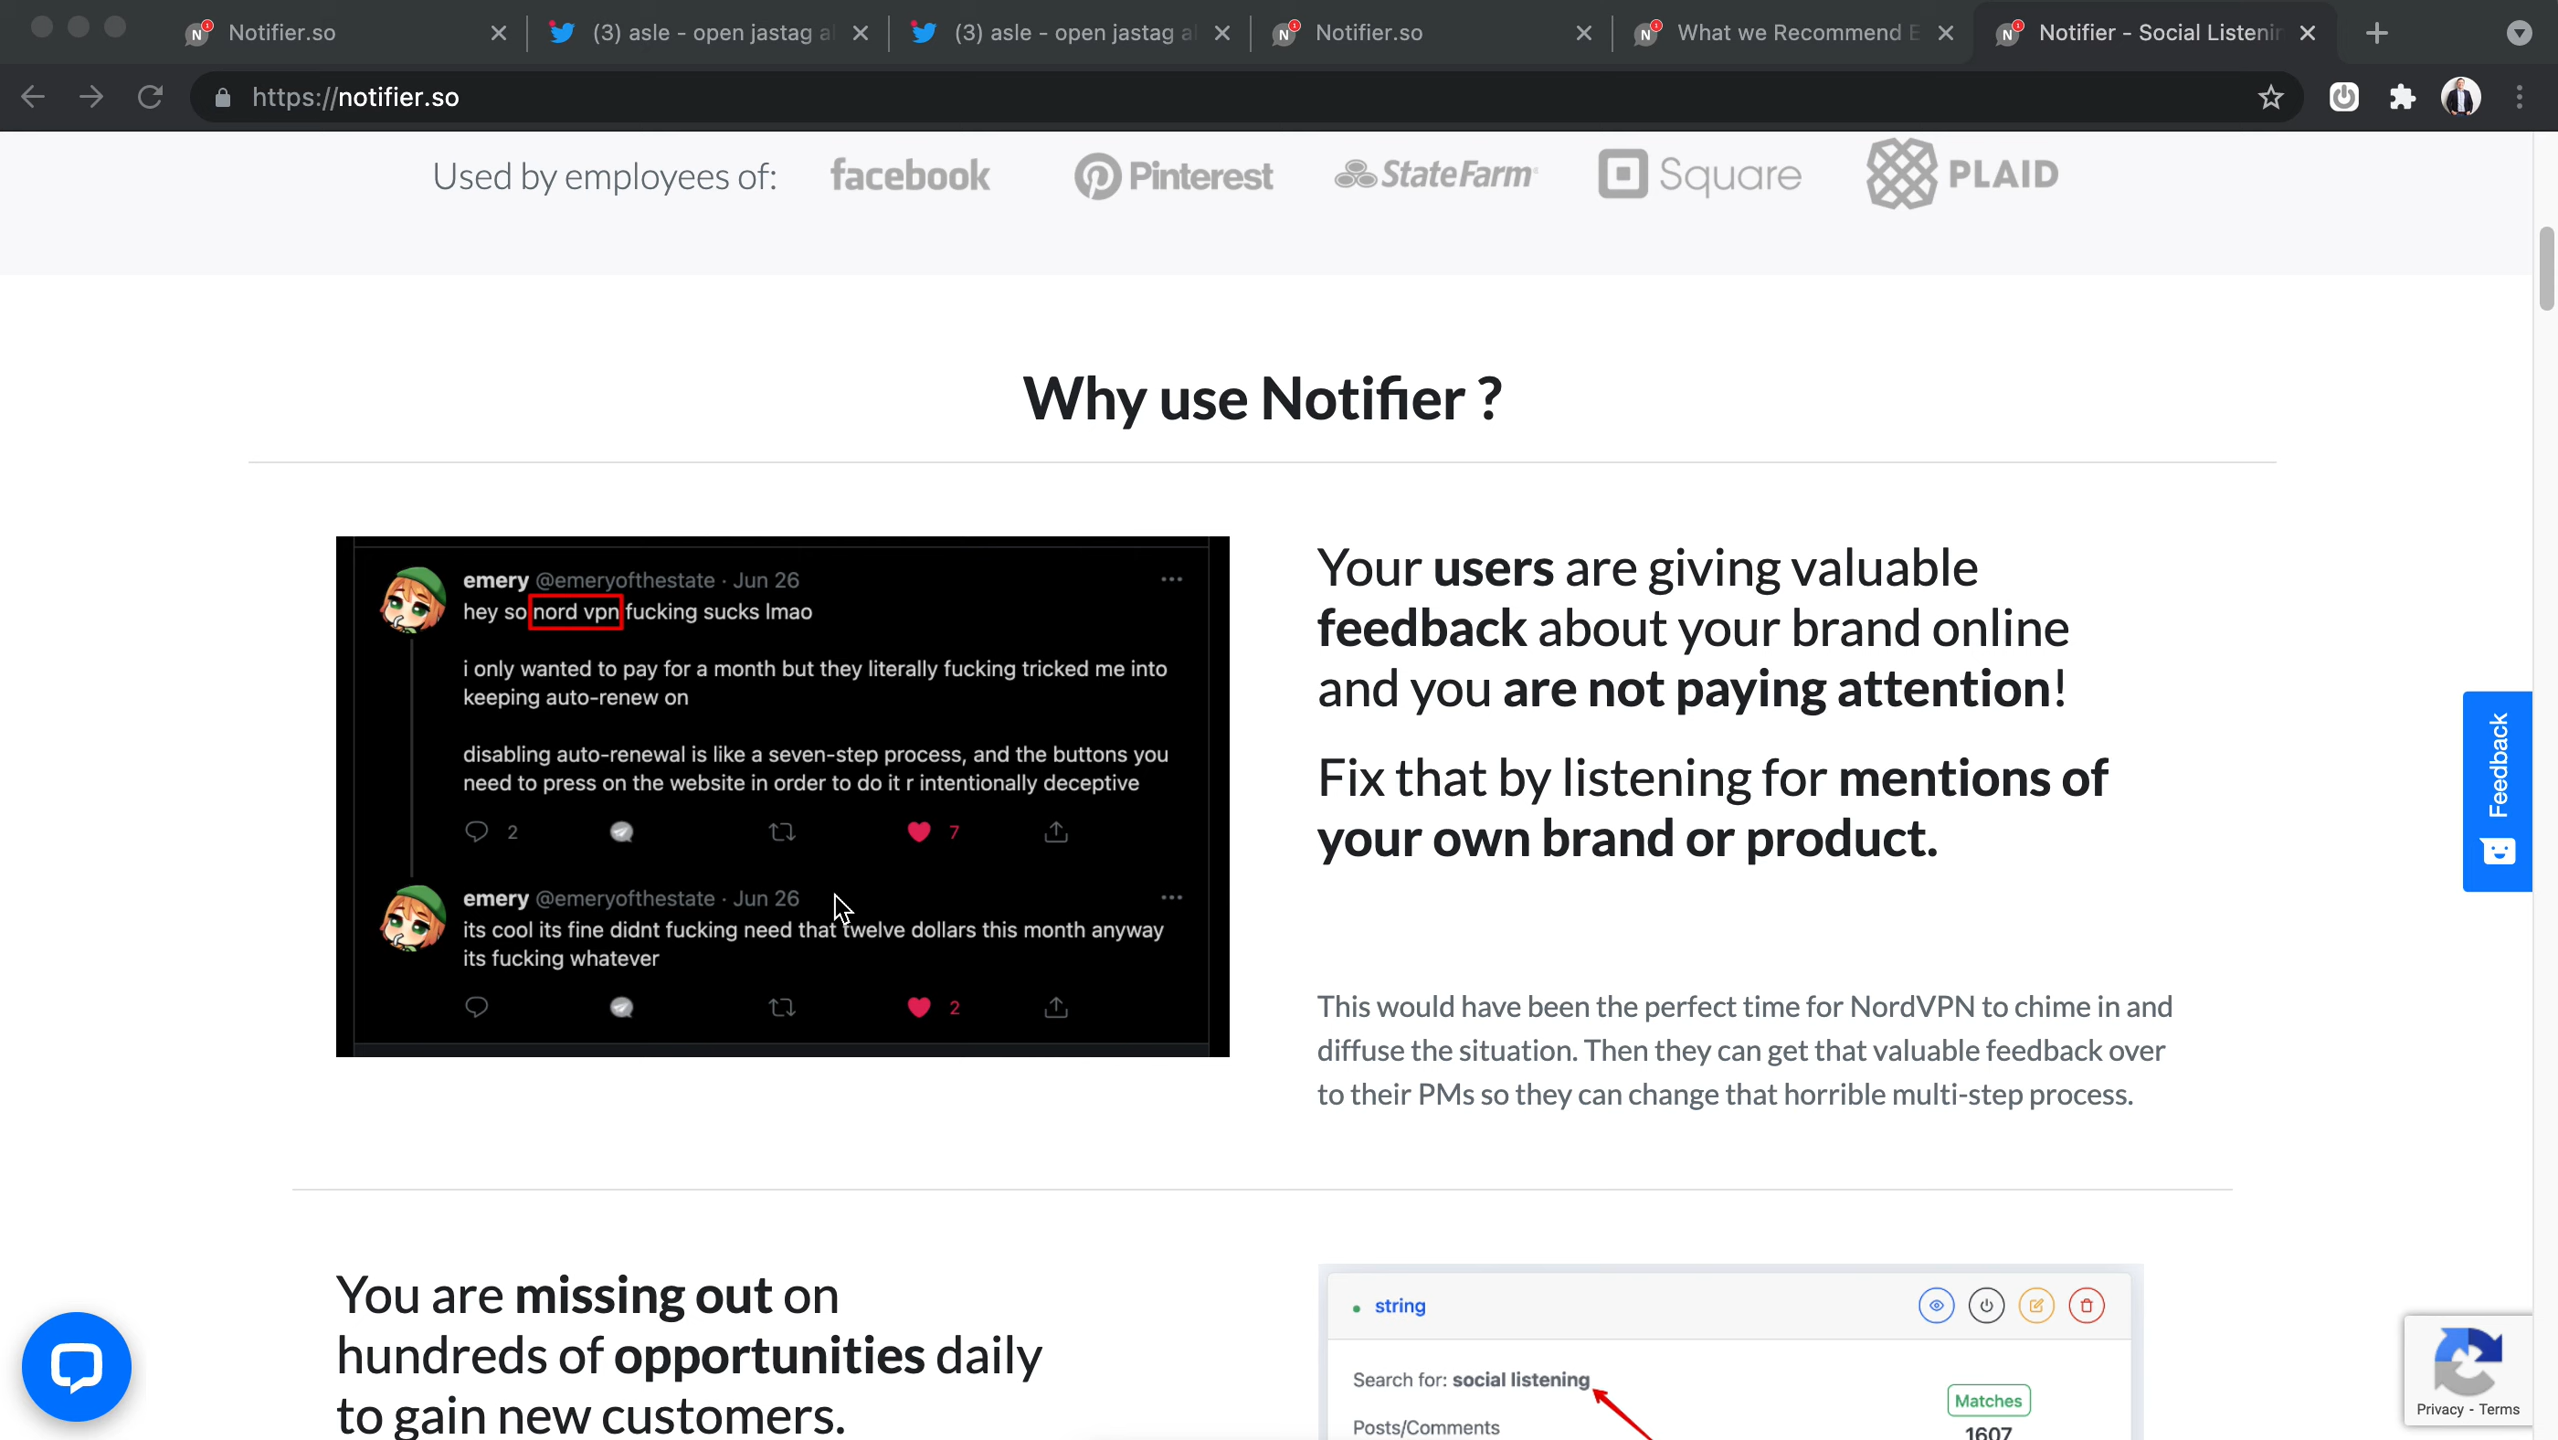 Notifier.so
(3) asle - open jastag al
(3) asle - open jastag al
Notifier.so
What we Recommend E
Notifier - Social Listenin
https://notifier.so
Used by employees of: facebook Pinterest StateFarm Square PLAID
Why use Notifier ?
emery @emeryofthestate · Jun 26
hey so nord vpn fucking sucks lmao
i only wanted to pay for a month but they literally fucking tricked me into
keeping auto-renew on
disabling auto-renewal is like a seven-step process, and the buttons you
need to press on the website in order to do it r intentionally deceptive
2 7
emery @emeryofthestate · Jun 26
its cool its fine didnt fucking need that twelve dollars this month anyway
its fucking whatever
2
Your users are giving valuable
feedback about your brand online
and you are not paying attention!
Fix that by listening for mentions of
your own brand or product.
This would have been the perfect time for NordVPN to chime in and
diffuse the situation. Then they can get that valuable feedback over
to their PMs so they can change that horrible multi-step process.
Feedback
You are missing out on
hundreds of opportunities daily
to gain new customers.
string
Search for: social listening
Matches
Posts/Comments
1607
Privacy - Terms